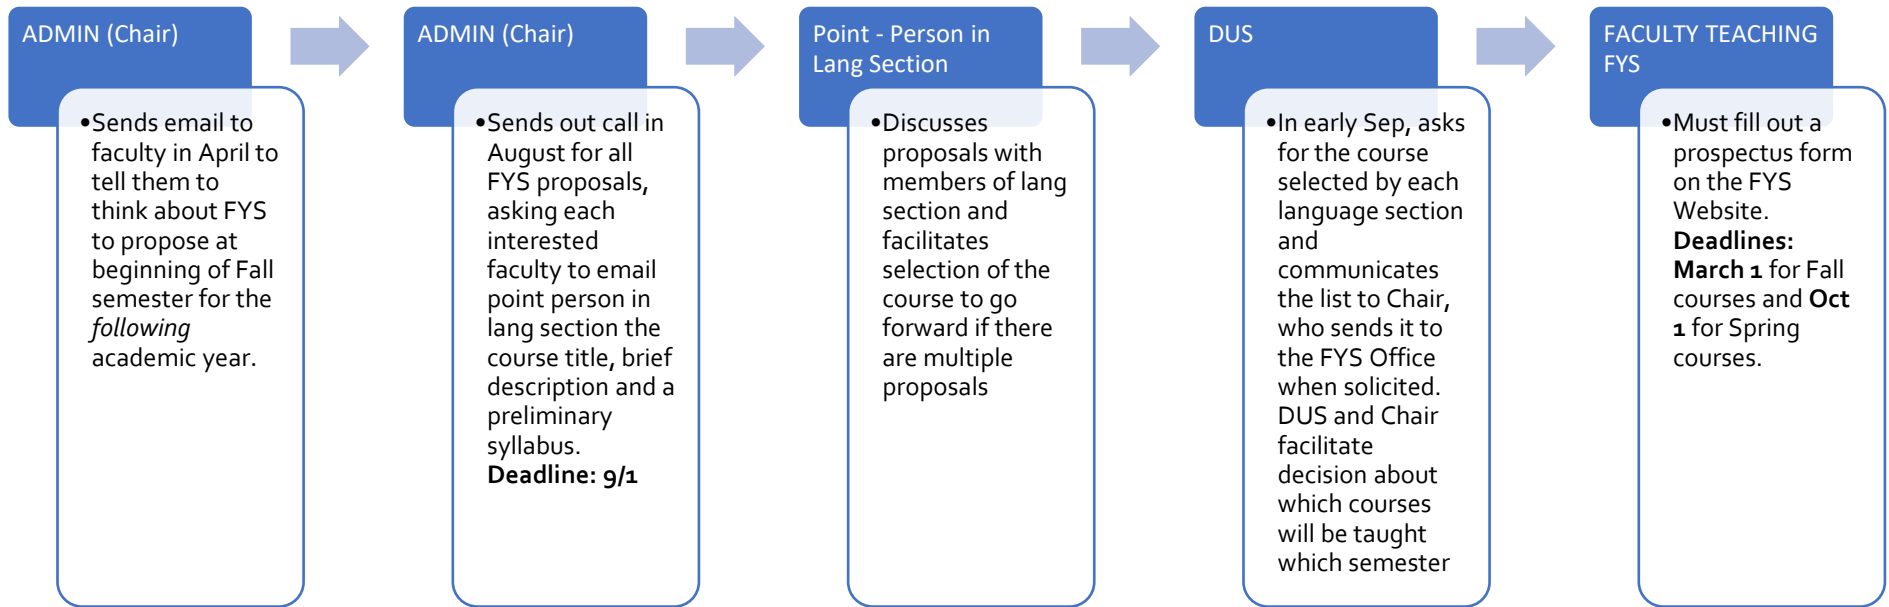 ADMIN (Chair)
•Sends email to
faculty in April to
tell them to
think about FYS
to propose at
beginning of Fall
semester for the
following
academic year.
ADMIN (Chair)
•Sends out call in
August for all
FYS proposals,
asking each
interested
faculty to email
point person in
lang section the
course title, brief
description and a
preliminary
syllabus.
Deadline: 9/1
Point - Person in
Lang Section
•Discusses
proposals with
members of lang
section and
facilitates
selection of the
course to go
forward if there
are multiple
proposals
DUS
•In early Sep, asks
for the course
selected by each
language section
and
communicates
the list to Chair,
who sends it to
the FYS Office
when solicited.
DUS and Chair
facilitate
decision about
which courses
will be taught
which semester
FACULTY TEACHING
FYS
•Must fill out a
prospectus form
on the FYS
Website.
Deadlines:
March 1 for Fall
courses and Oct
1 for Spring
courses.